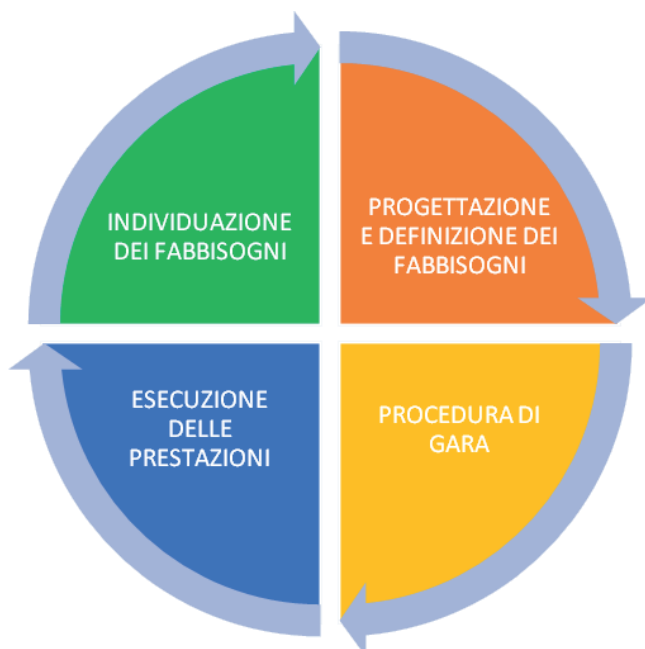 INDIVIDUAZIONE
DEI FABBISOGNI
PROGETTAZIONE
E DEFINIZIONE DEI
FABBISOGNI
PROCEDURA DI
GARA
ESECUZIONE
DELLE
PRESTAZIONI